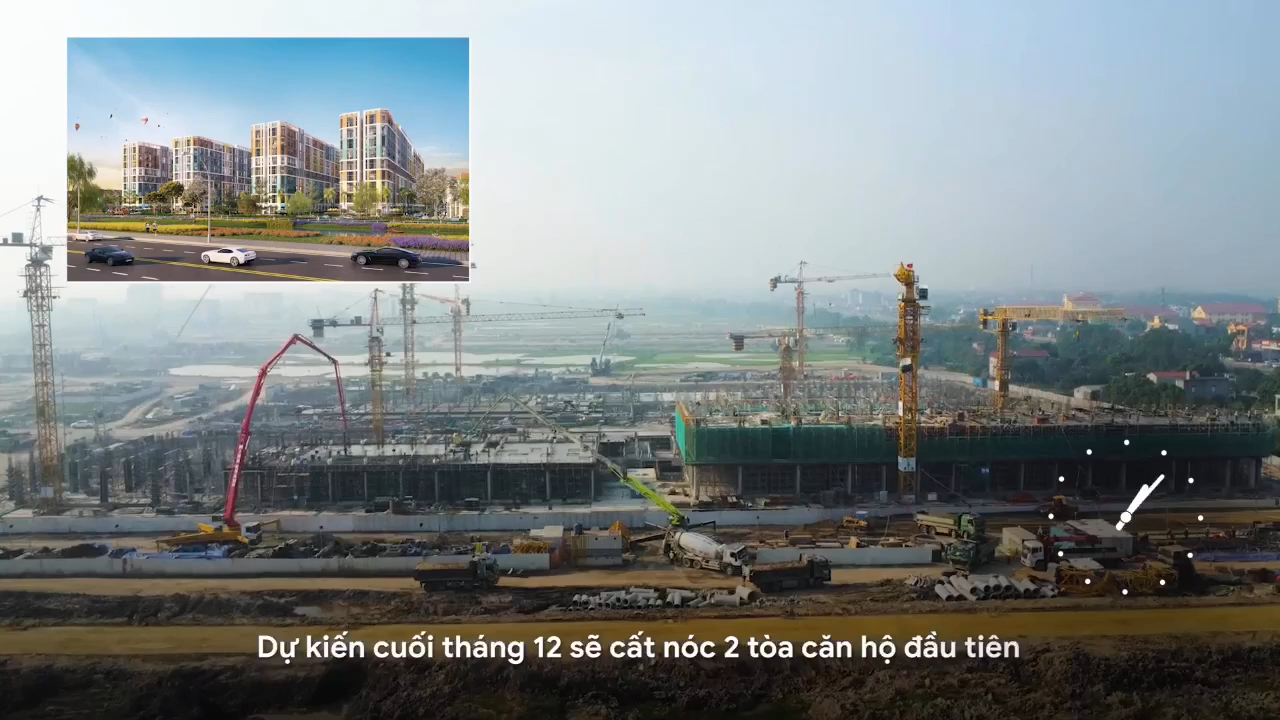 Dự kiến cuối tháng 12 sẽ cất nóc 2 tòa căn hộ đầu tiên